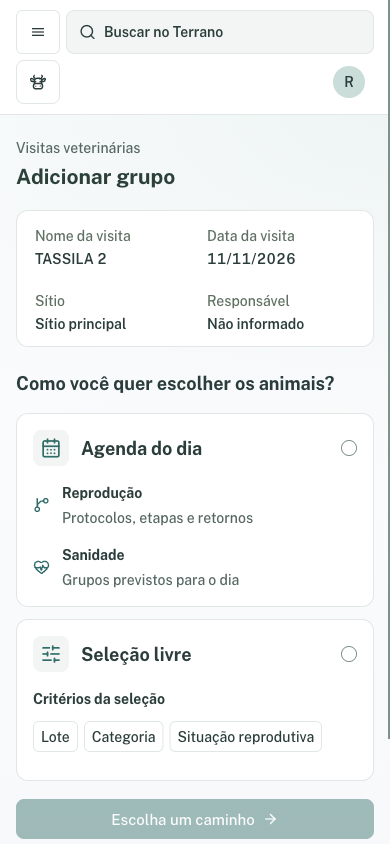 Buscar no Terrano
R
Visitas veterinárias
Adicionar grupo
Nome da visita
TASSILA 2
Data da visita
11/11/2026
Sítio
Sítio principal
Responsável
Não informado
Como você quer escolher os animais?
Agenda do dia
Reprodução
Protocolos, etapas e retornos
Sanidade
Grupos previstos para o dia
Seleção livre
Critérios da seleção
Lote
Categoria
Situação reprodutiva
Escolha um caminho